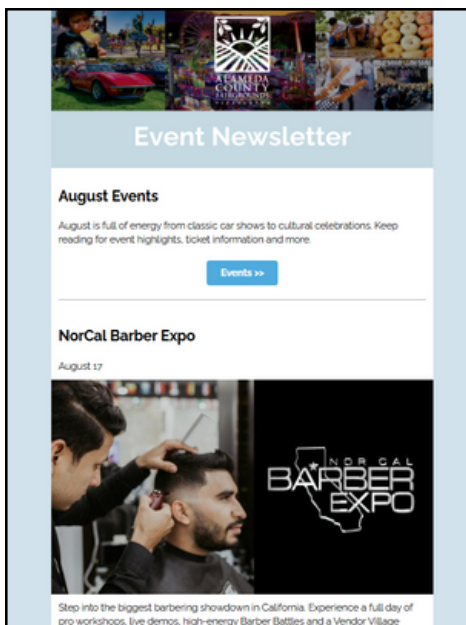 ALAMEDA
COUNTY
FAIRGROUNDS
Event Newsletter
August Events
August is full of energy from classic car shows to cultural celebrations. Keep
reading for event highlights, ticket information and more.
Events >>
NorCal Barber Expo
August 17
NOR CAL
BARBER
EXPO
Step into the biggest barbering showdown in California. Experience a full day of
pro workshops, live demos, high-energy Barber Battles and a Vendor Village